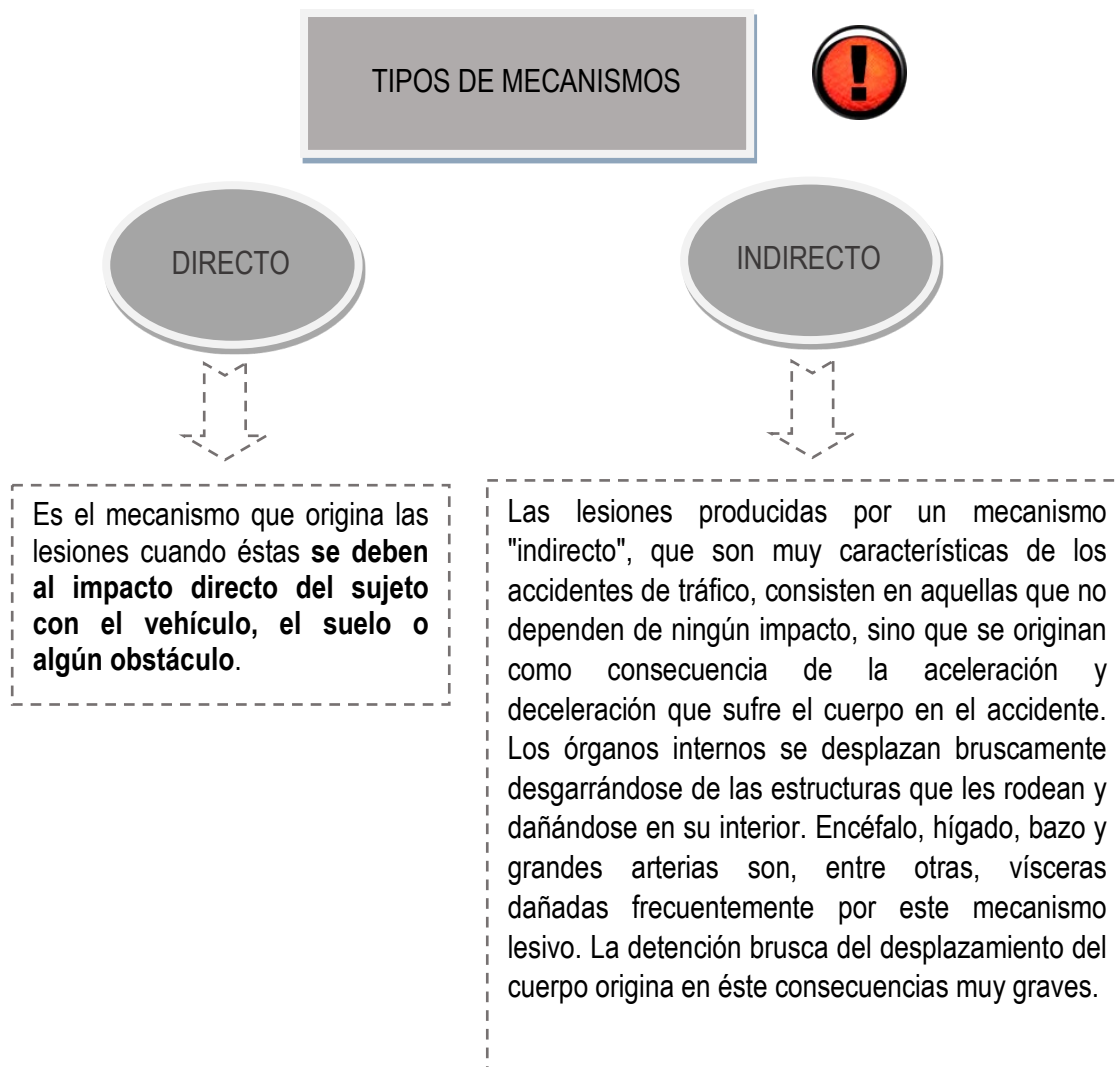 TIPOS DE MECANISMOS
DIRECTO
INDIRECTO
Es el mecanismo que origina las
lesiones cuando éstas se deben
al impacto directo del sujeto
con el vehículo, el suelo o
algún obstáculo.
Las lesiones producidas por un mecanismo
"indirecto", que son muy características de los
accidentes de tráfico, consisten en aquellas que no
dependen de ningún impacto, sino que se originan
como consecuencia de la aceleración y
deceleración que sufre el cuerpo en el accidente.
Los órganos internos se desplazan bruscamente
desgarrándose de las estructuras que les rodean y
dañándose en su interior. Encéfalo, hígado, bazo y
grandes arterias son, entre otras, vísceras
dañadas frecuentemente por este mecanismo
lesivo. La detención brusca del desplazamiento del
cuerpo origina en éste consecuencias muy graves.